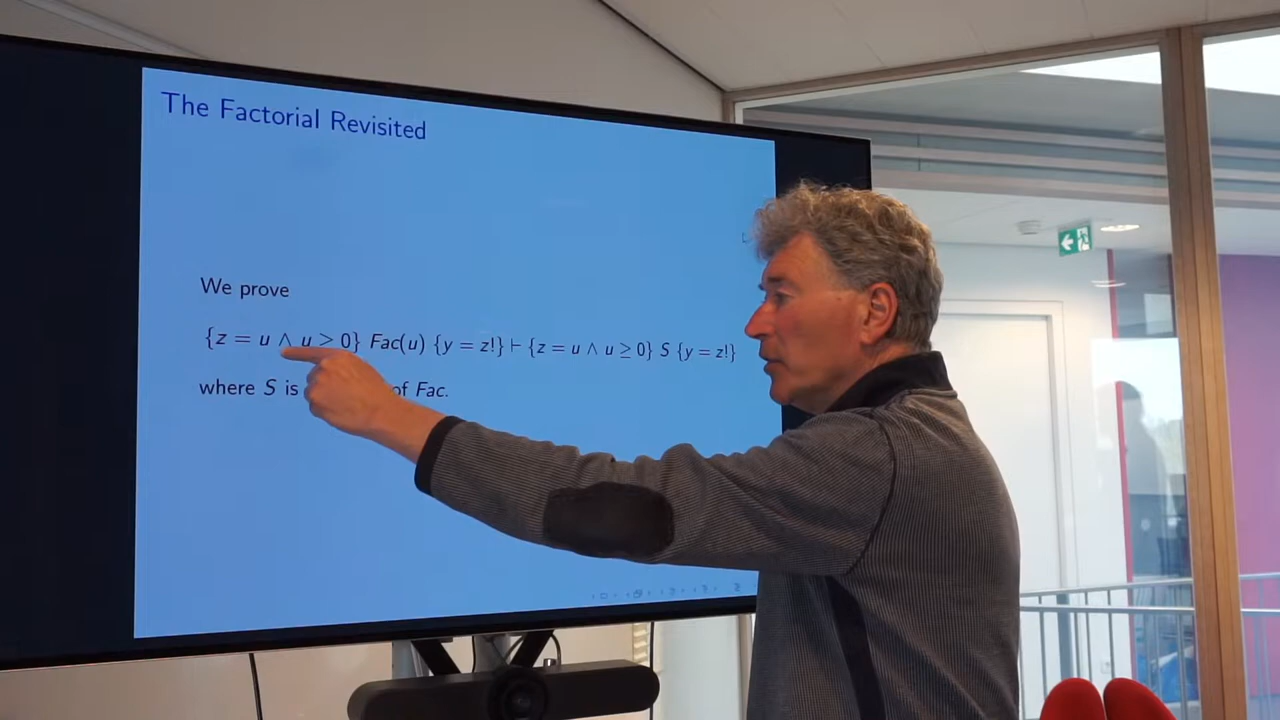 The Factorial Revisited
We prove
{z = u ∧ u ≥ 0} Fac(u) {y = z!} ⊢ {z = u ∧ u ≥ 0} S {y = z!}
where S is of Fac.